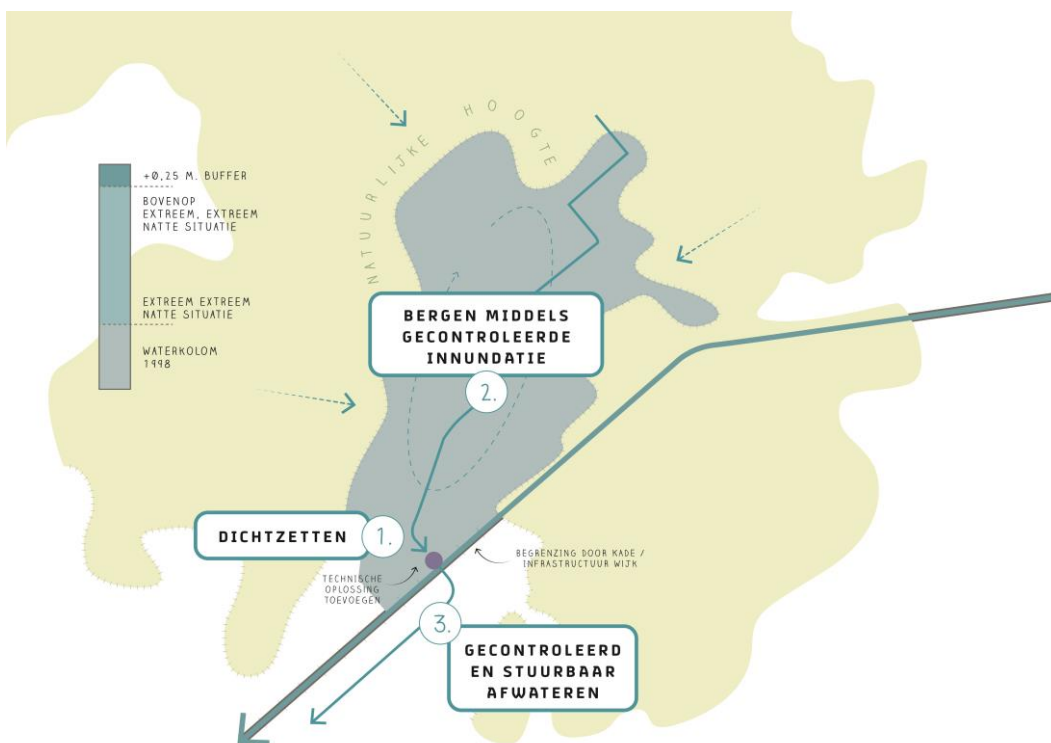 NATUURLIJKE HOOGTE
+0,25 M. BUFFER
BOVENOP
EXTREEM, EXTREEM
NATTE SITUATIE
EXTREEM EXTREEM
NATTE SITUATIE
WATERKOLOM
1998
BERGEN MIDDELS
GECONTROLEERDE
INNUNDATIE
2.
DICHTZETTEN
1.
TECHNISCHE
OPLOSSING
TOEVOEGEN
BEGRENZING DOOR KADE /
INFRASTRUCTUUR WIJK
3.
GECONTROLEERD
EN STUURBAAR
AFWATEREN